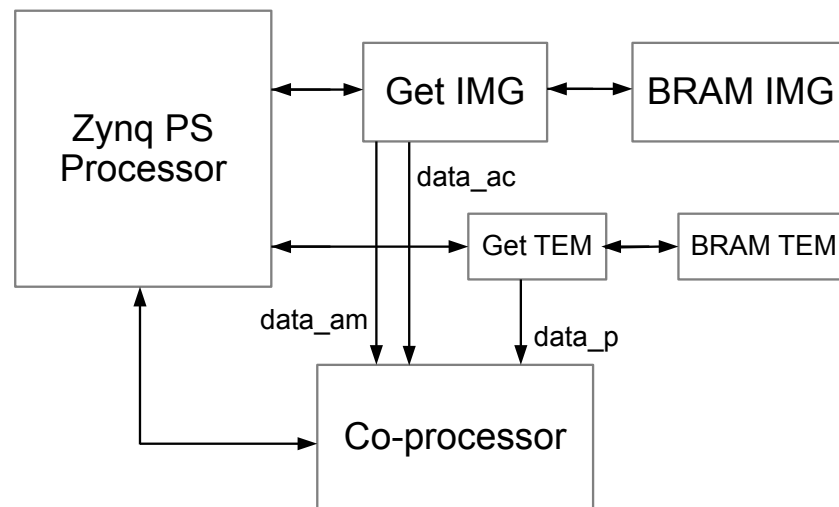 Zynq PS
Processor
Get IMG
BRAM IMG
data_ac
Get TEM
BRAM TEM
data_am
data_p
Co-processor